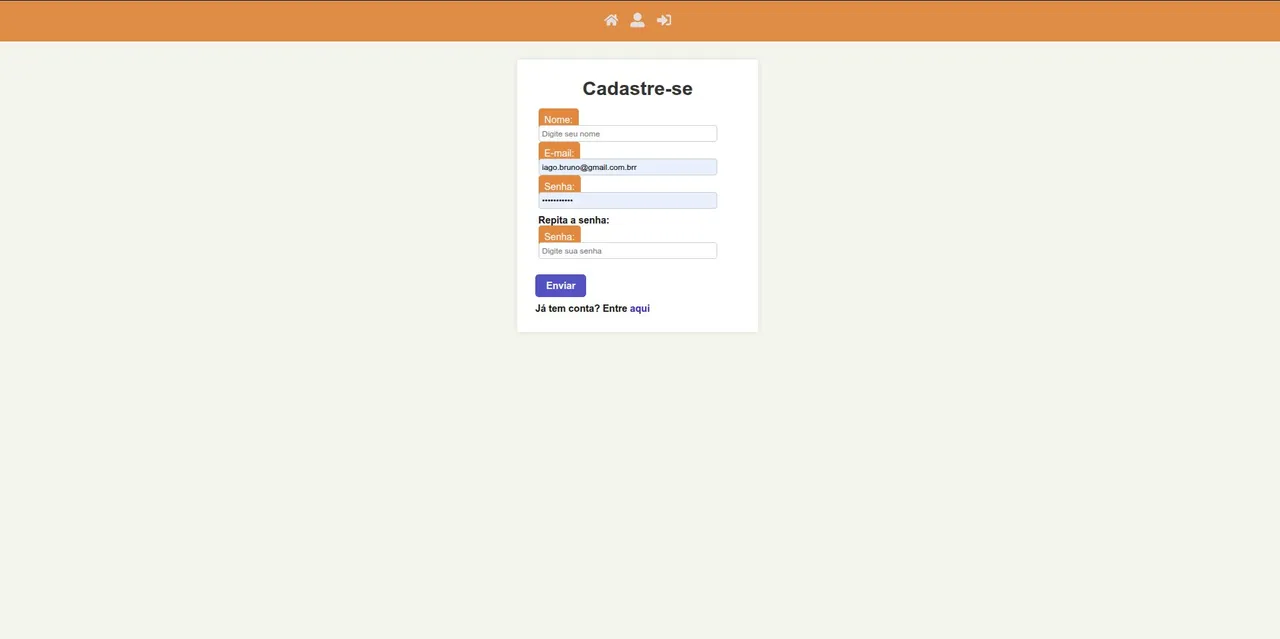 Cadastre-se
Nome:
Digite seu nome
E-mail:
iago.bruno@gmail.com.brr
Senha:
•••••••••••
Repita a senha:
Senha:
Digite sua senha
Enviar
Já tem conta? Entre aqui